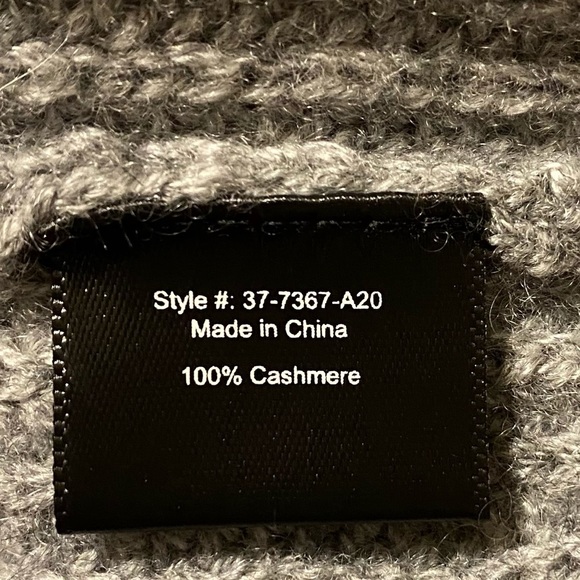 Style #: 37-7367-A20
Made in China
100% Cashmere